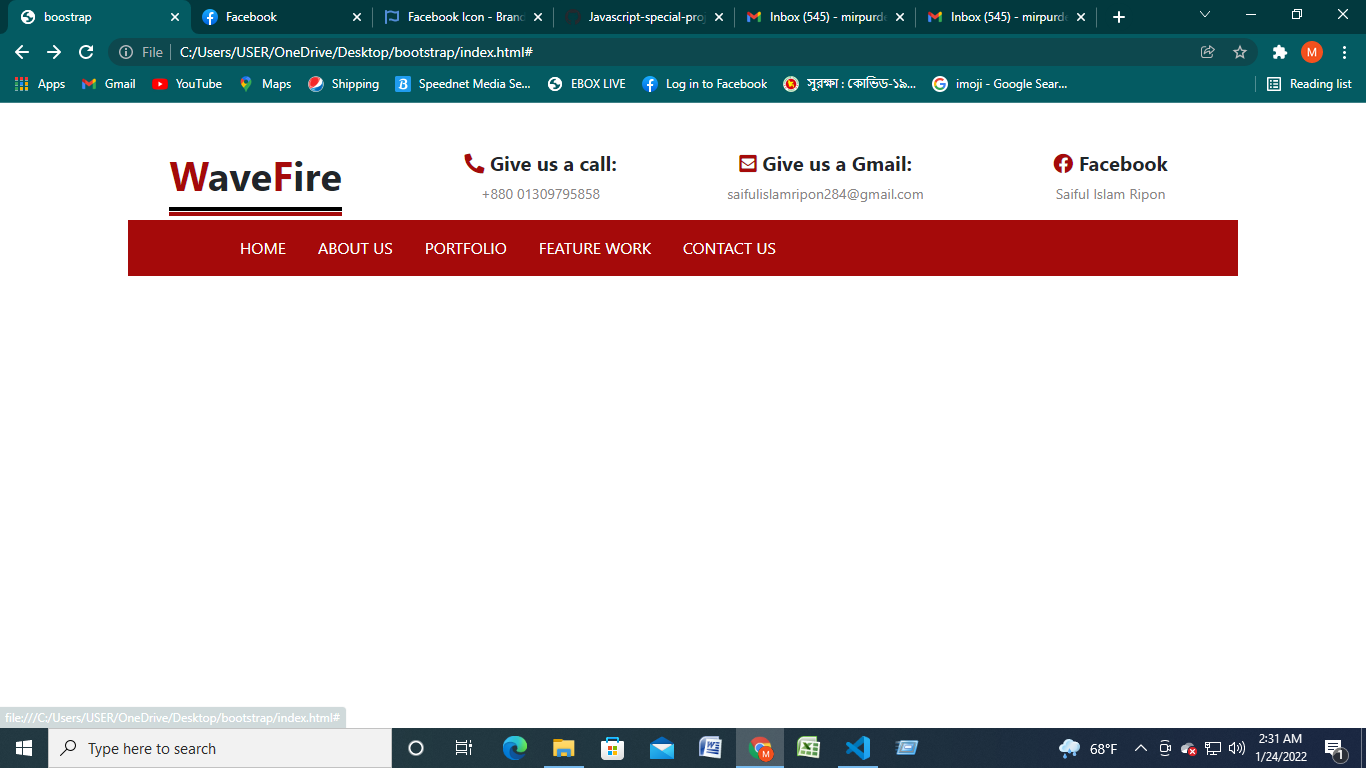 boostrap
Facebook
Facebook Icon - Brand
Javascript-special-proj
Inbox (545) - mirpurde
Inbox (545) - mirpurde
File
C:/Users/USER/OneDrive/Desktop/bootstrap/index.html#
M
Apps
Gmail
YouTube
Maps
Shipping
Speednet Media Se...
EBOX LIVE
Log in to Facebook
সুরক্ষা : কোভিড-১৯...
imoji - Google Sear...
Reading list
WaveFire
Give us a call:
+880 01309795858
Give us a Gmail:
saifulislamripon284@gmail.com
Facebook
Saiful Islam Ripon
HOME ABOUT US PORTFOLIO FEATURE WORK CONTACT US
file:///C:/Users/USER/OneDrive/Desktop/bootstrap/index.html#
Type here to search
68°F
2:31 AM
1/24/2022
1